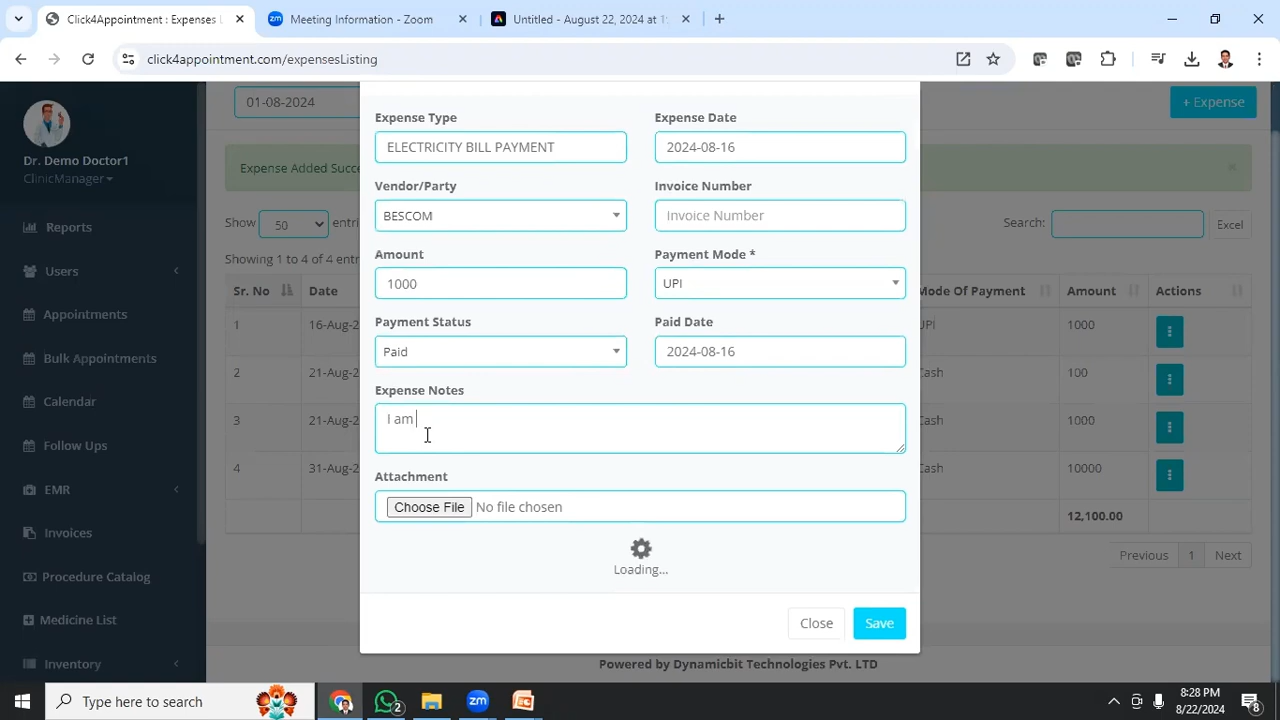 Click4Appointment : Expenses L
Meeting Information - Zoom
Untitled - August 22, 2024 at 1
click4appointment.com/expensesListing
Dr. Demo Doctor1
ClinicManager
Reports
Users
Appointments
Bulk Appointments
Calendar
Follow Ups
EMR
Invoices
Procedure Catalog
Medicine List
Inventory
01-08-2024
+ Expense
Expense Added Succ
Show 50 entri
Search:
Excel
Showing 1 to 4 of 4 entr
Sr. No Date Mode Of Payment Amount Actions
1 16-Aug-2 UPI 1000
2 21-Aug-2 Cash 100
3 21-Aug-2 Cash 1000
4 31-Aug-2 Cash 10000
12,100.00
Previous 1 Next
Expense Type Expense Date
ELECTRICITY BILL PAYMENT 2024-08-16
Vendor/Party Invoice Number
BESCOM Invoice Number
Amount Payment Mode *
1000 UPI
Payment Status Paid Date
Paid 2024-08-16
Expense Notes
I am
Attachment
Choose File No file chosen
Loading...
Close Save
Powered by Dynamicbit Technologies Pvt. LTD
Type here to search
2
zm
8:28 PM
8/22/2024
8